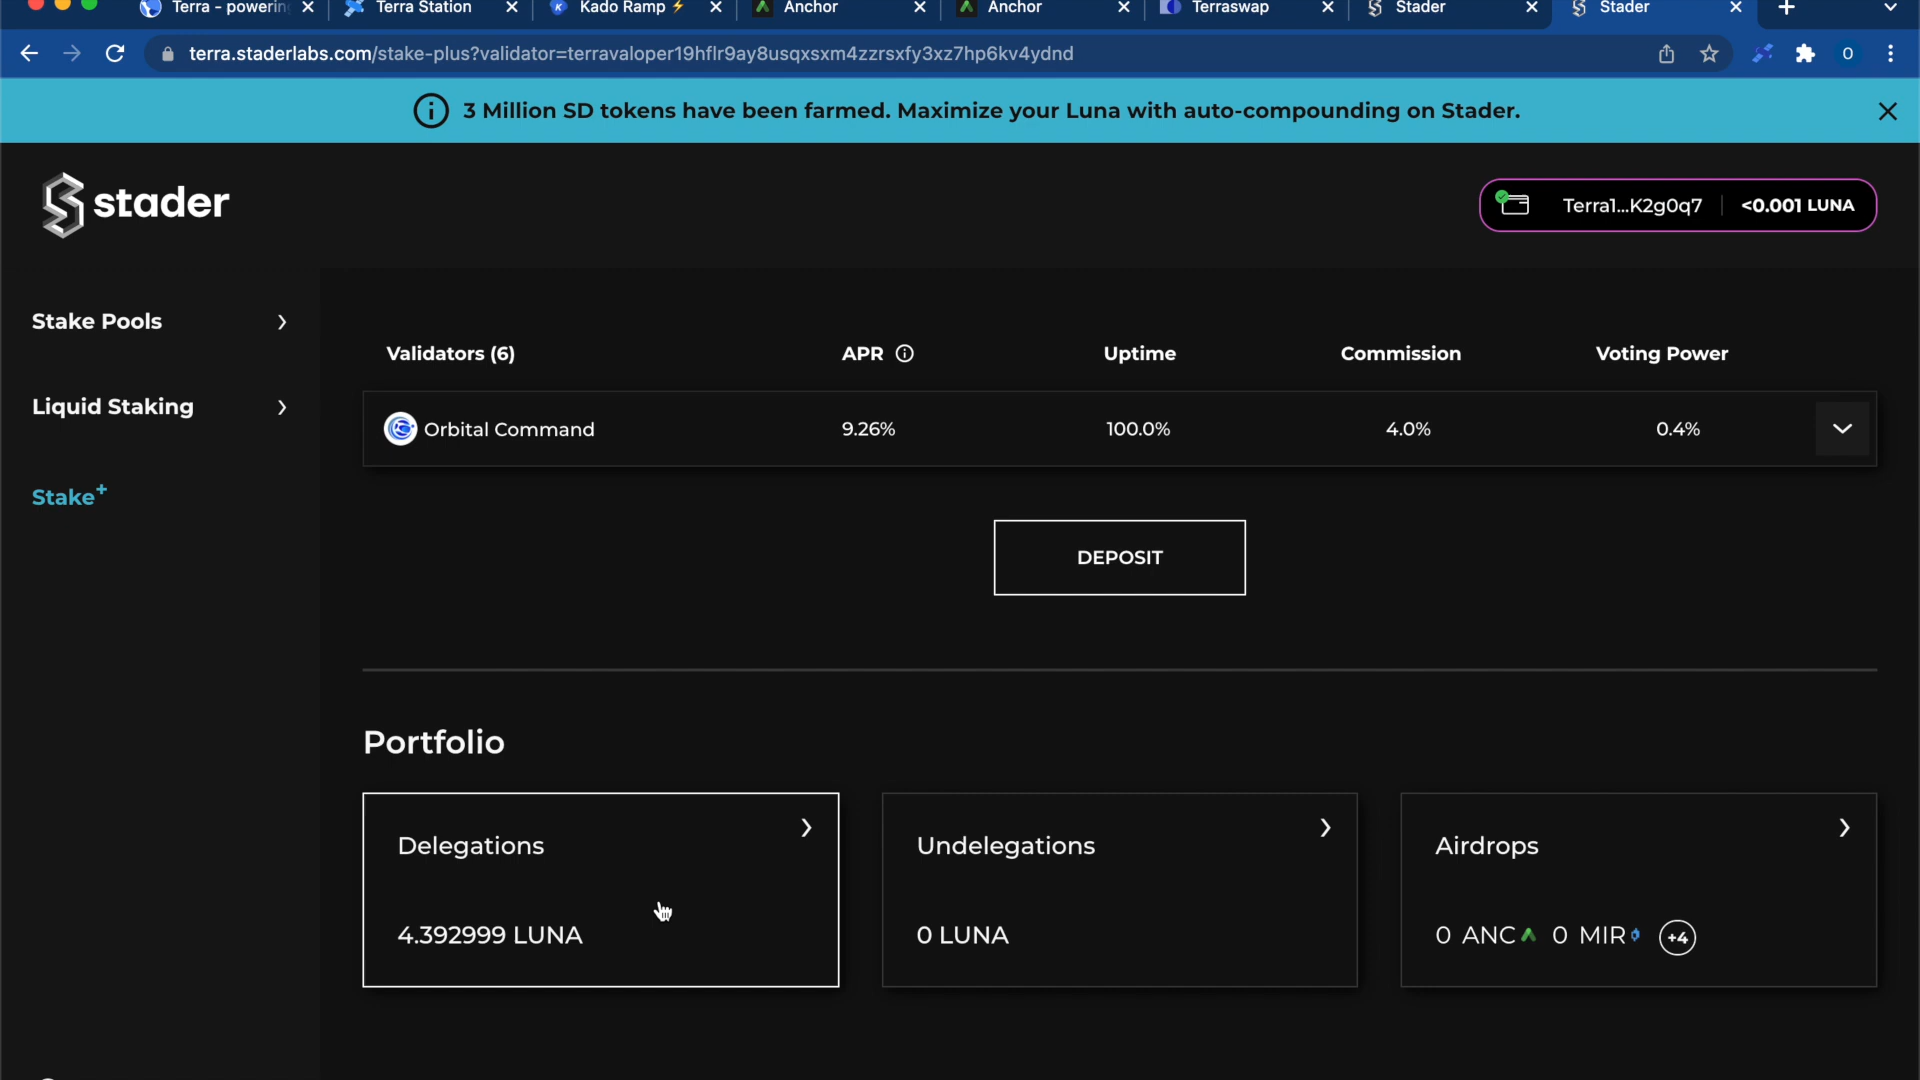 Terra - powering
Terra Station
Kado Ramp⚡
Anchor
Anchor
Terraswap
Stader
Stader
terra.staderlabs.com/stake-plus?validator=terravaloper19hflr9ay8usqxsxm4zzrsxfy3xz7hp6kv4ydnd
O
3 Million SD tokens have been farmed. Maximize your Luna with auto-compounding on Stader.
stader
Terra1...K2g0q7
<0.001 LUNA
Stake Pools
Liquid Staking
Stake+
Validators (6)
APR
Uptime
Commission
Voting Power
Orbital Command
9.26%
100.0%
4.0%
0.4%
DEPOSIT
Portfolio
Delegations
4.392999 LUNA
Undelegations
0 LUNA
Airdrops
0 ANC 0 MIR +4